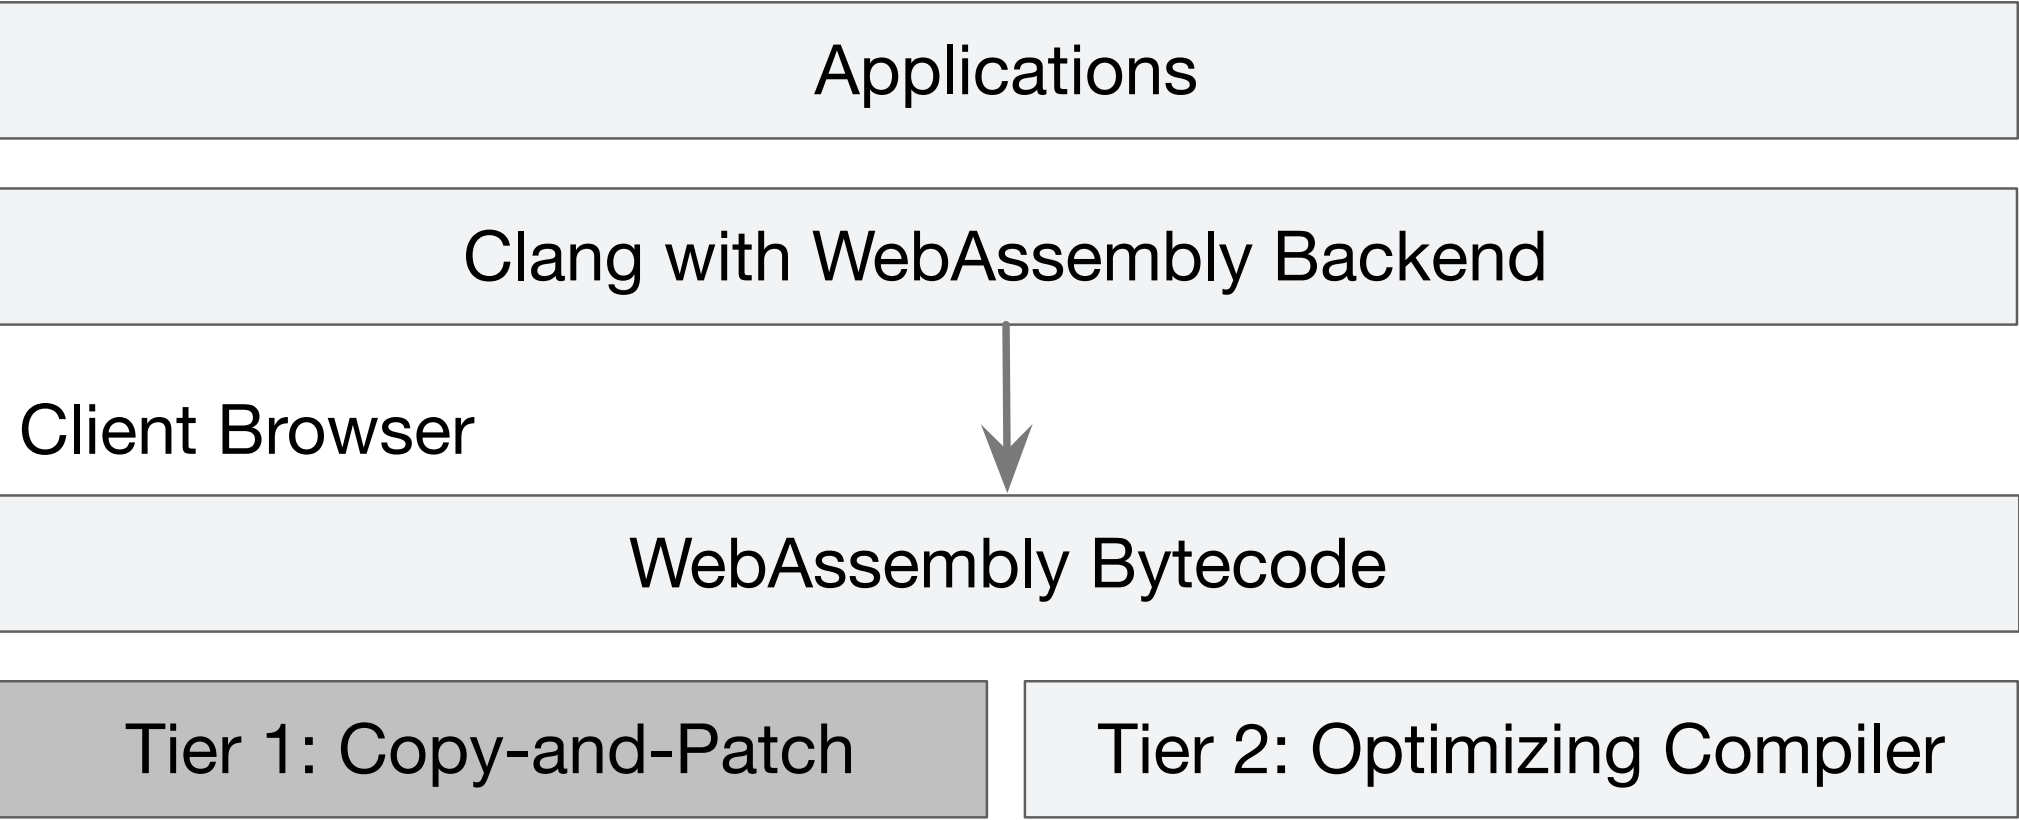 Applications
Clang with WebAssembly Backend
Client Browser
WebAssembly Bytecode
Tier 1: Copy-and-Patch
Tier 2: Optimizing Compiler